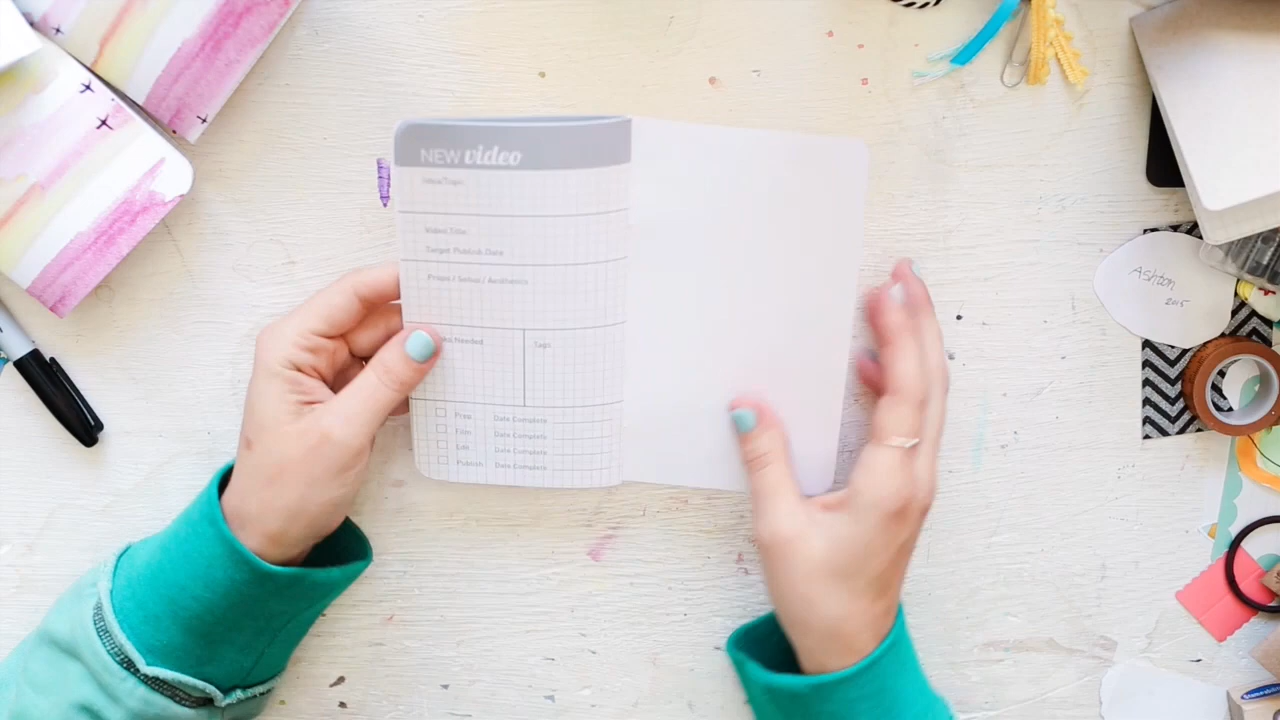 NEW video
Video Title
Target Publish Date
Props / Setup / Aesthetics
Needed
Tags
Prep Date Complete
Film Date Complete
Edit Date Complete
Publish Date Complete
Ashton
2015